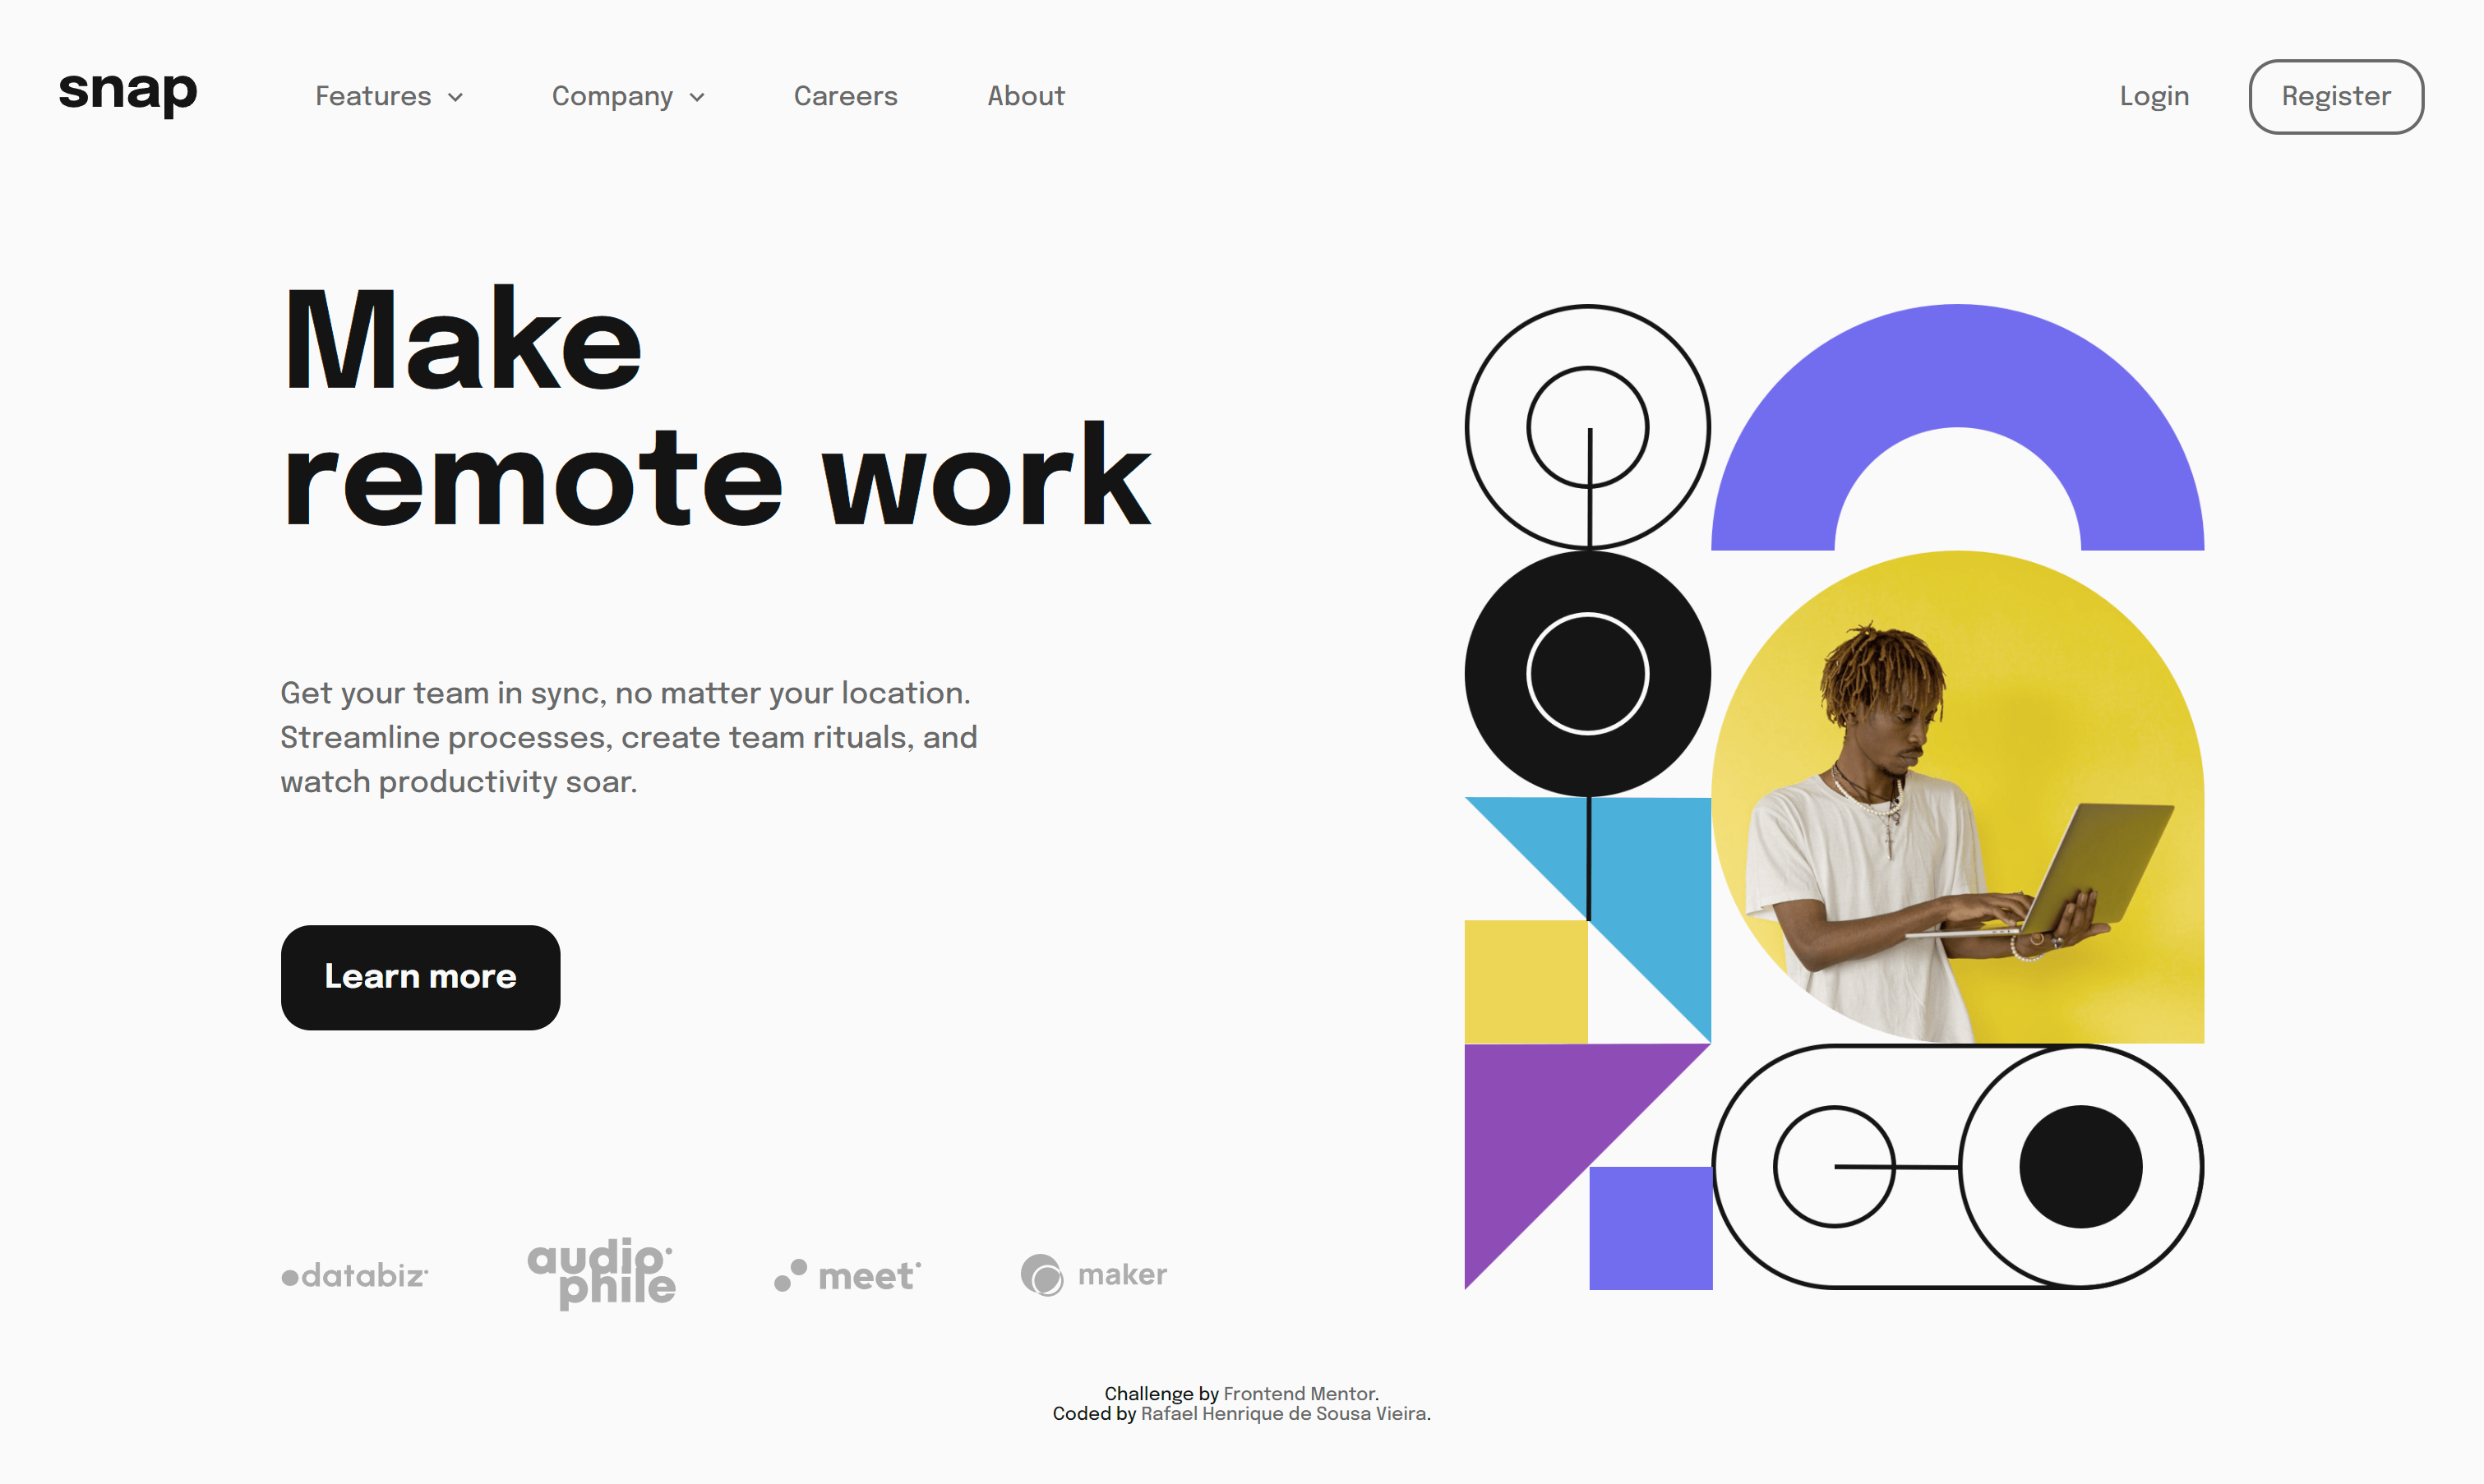 snap
Features
Company
Careers
About
Login
Register
Make
remote work
Get your team in sync, no matter your location.
Streamline processes, create team rituals, and
watch productivity soar.
Learn more
databiz
audio
phile
meet
maker
Challenge by Frontend Mentor.
Coded by Rafael Henrique de Sousa Vieira.